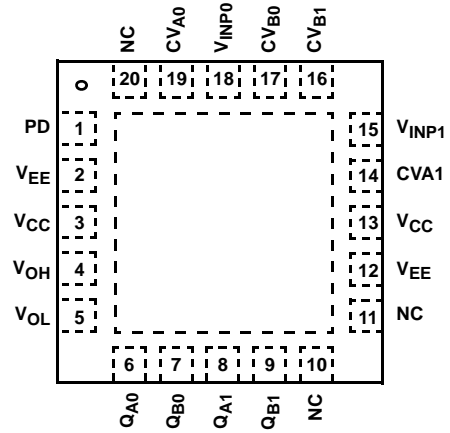 NC CVA0 VINP0 CVB0 CVB1
20 19 18 17 16
PD 1 15 VINP1
VEE 2 14 CVA1
VCC 3 13 VCC
VOH 4 12 VEE
VOL 5 11 NC
6 7 8 9 10
QA0 QB0 QA1 QB1 NC